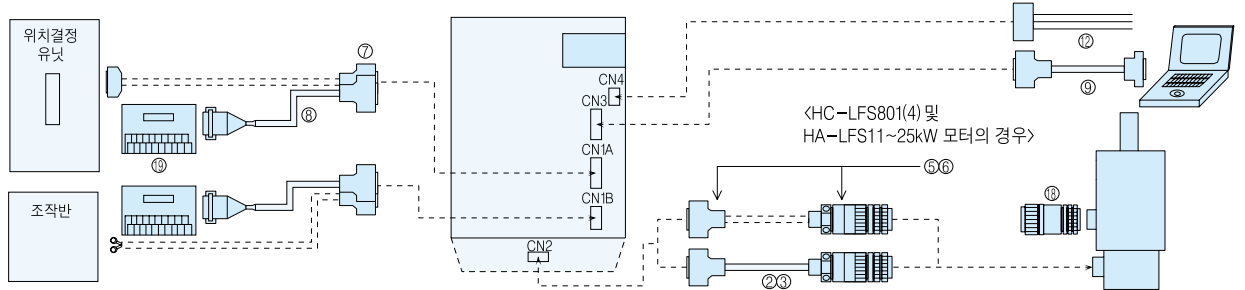 위치결정
유닛
⑦
⑧
⑲
조작반
CN4
CN3
CN1A
CN1B
CN2
⑫
⑨
<HC-LFS801(4) 및
HA-LFS11~25kW 모터의 경우>
⑤⑥
⑱
②③